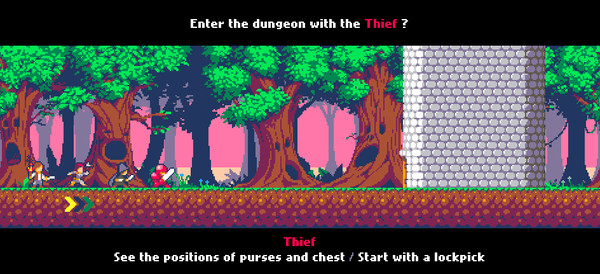 Enter the dungeon with the Thief ?
Thief
See the positions of purses and chest / Start with a lockpick